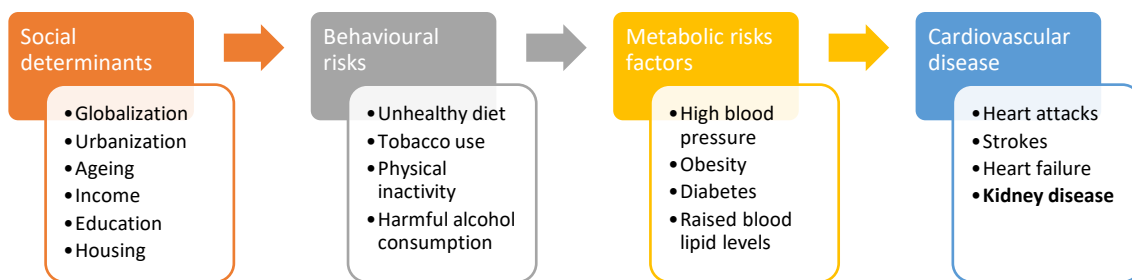 Social
determinants
•Globalization
•Urbanization
•Ageing
•Income
•Education
•Housing
Behavioural
risks
•Unhealthy diet
•Tobacco use
•Physical
inactivity
•Harmful alcohol
consumption
Metabolic risks
factors
•High blood
pressure
•Obesity
•Diabetes
•Raised blood
lipid levels
Cardiovascular
disease
•Heart attacks
•Strokes
•Heart failure
•Kidney disease